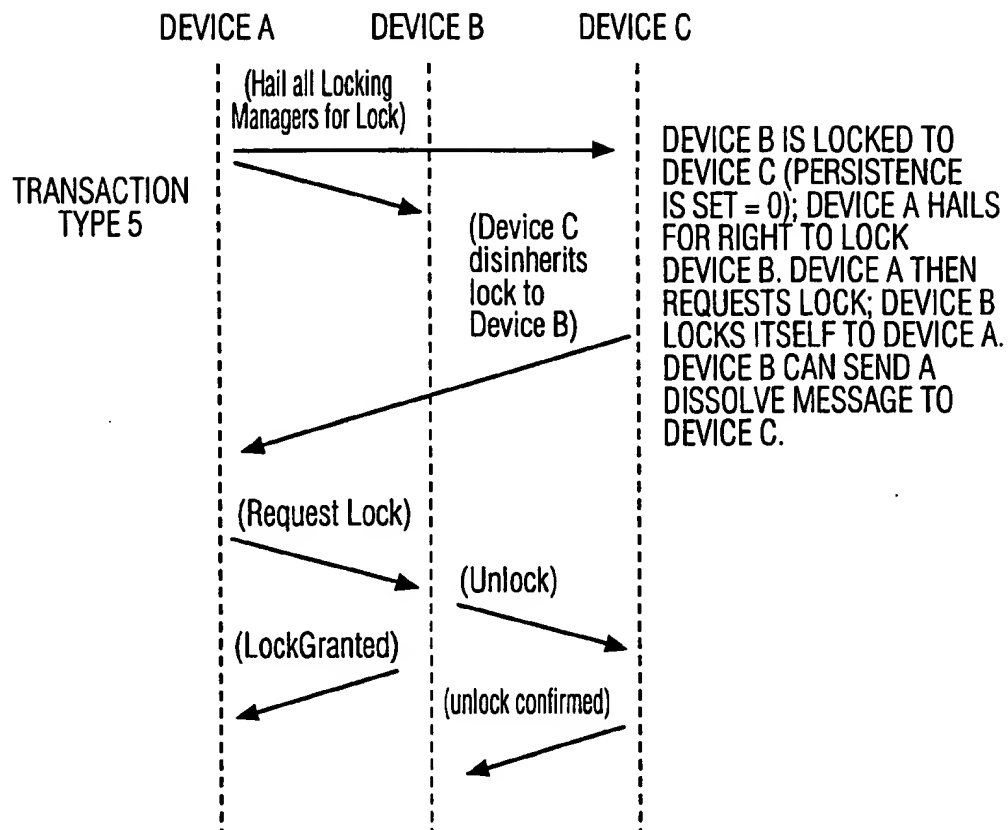 DEVICE A DEVICE B DEVICE C
(Hail all Locking
Managers for Lock)
TRANSACTION
TYPE 5
(Device C
disinherits
lock to
Device B)
DEVICE B IS LOCKED TO
DEVICE C (PERSISTENCE
IS SET = 0); DEVICE A HAILS
FOR RIGHT TO LOCK
DEVICE B. DEVICE A THEN
REQUESTS LOCK; DEVICE B
LOCKS ITSELF TO DEVICE A.
DEVICE B CAN SEND A
DISSOLVE MESSAGE TO
DEVICE C.
(Request Lock)
(Unlock)
(LockGranted)
(unlock confirmed)